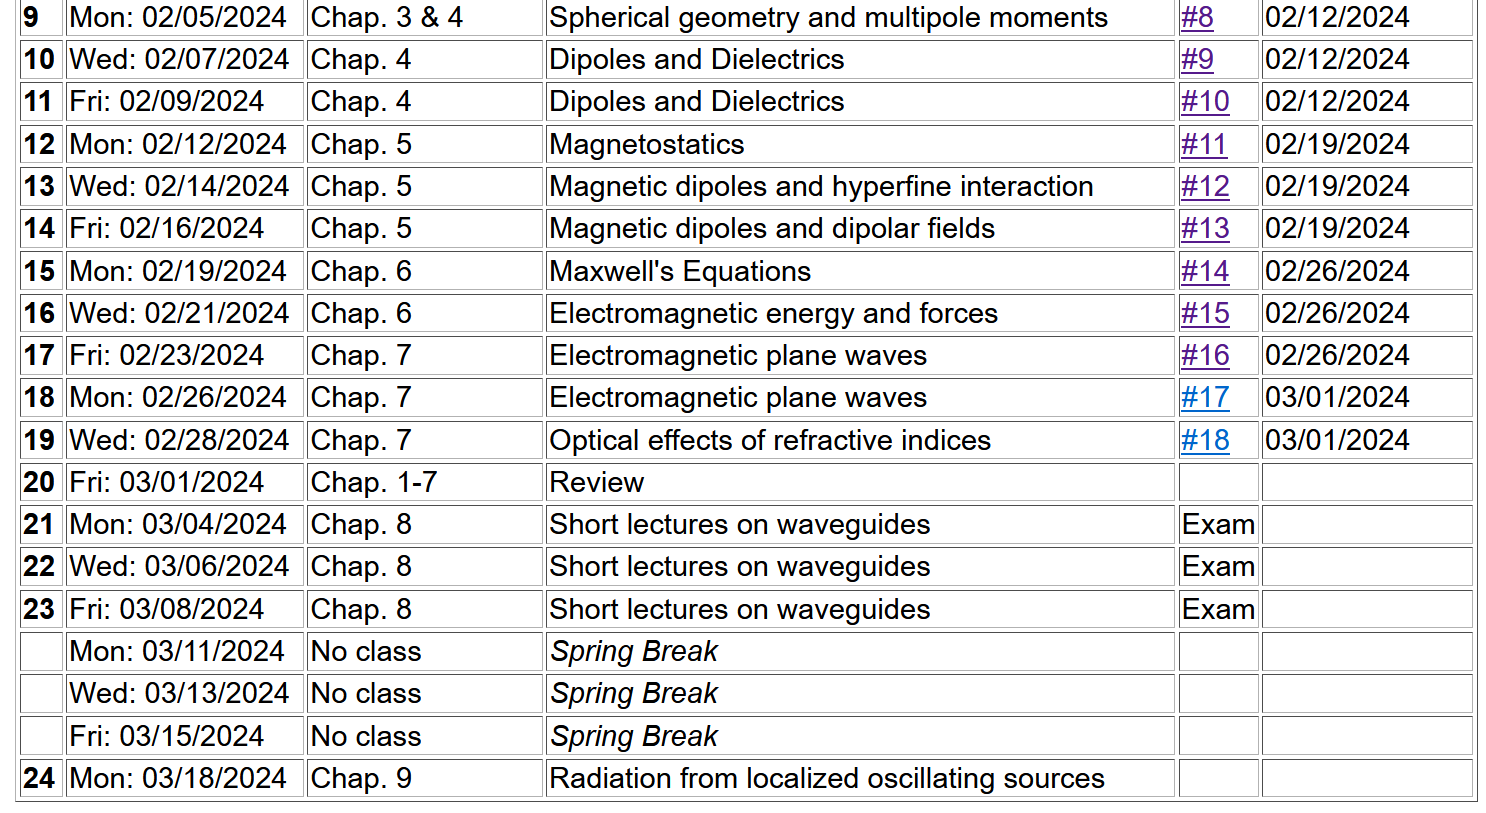 9 Mon: 02/05/2024 Chap. 3 & 4 Spherical geometry and multipole moments #8 02/12/2024
10 Wed: 02/07/2024 Chap. 4 Dipoles and Dielectrics #9 02/12/2024
11 Fri: 02/09/2024 Chap. 4 Dipoles and Dielectrics #10 02/12/2024
12 Mon: 02/12/2024 Chap. 5 Magnetostatics #11 02/19/2024
13 Wed: 02/14/2024 Chap. 5 Magnetic dipoles and hyperfine interaction #12 02/19/2024
14 Fri: 02/16/2024 Chap. 5 Magnetic dipoles and dipolar fields #13 02/19/2024
15 Mon: 02/19/2024 Chap. 6 Maxwell's Equations #14 02/26/2024
16 Wed: 02/21/2024 Chap. 6 Electromagnetic energy and forces #15 02/26/2024
17 Fri: 02/23/2024 Chap. 7 Electromagnetic plane waves #16 02/26/2024
18 Mon: 02/26/2024 Chap. 7 Electromagnetic plane waves #17 03/01/2024
19 Wed: 02/28/2024 Chap. 7 Optical effects of refractive indices #18 03/01/2024
20 Fri: 03/01/2024 Chap. 1-7 Review
21 Mon: 03/04/2024 Chap. 8 Short lectures on waveguides Exam
22 Wed: 03/06/2024 Chap. 8 Short lectures on waveguides Exam
23 Fri: 03/08/2024 Chap. 8 Short lectures on waveguides Exam
Mon: 03/11/2024 No class Spring Break
Wed: 03/13/2024 No class Spring Break
Fri: 03/15/2024 No class Spring Break
24 Mon: 03/18/2024 Chap. 9 Radiation from localized oscillating sources